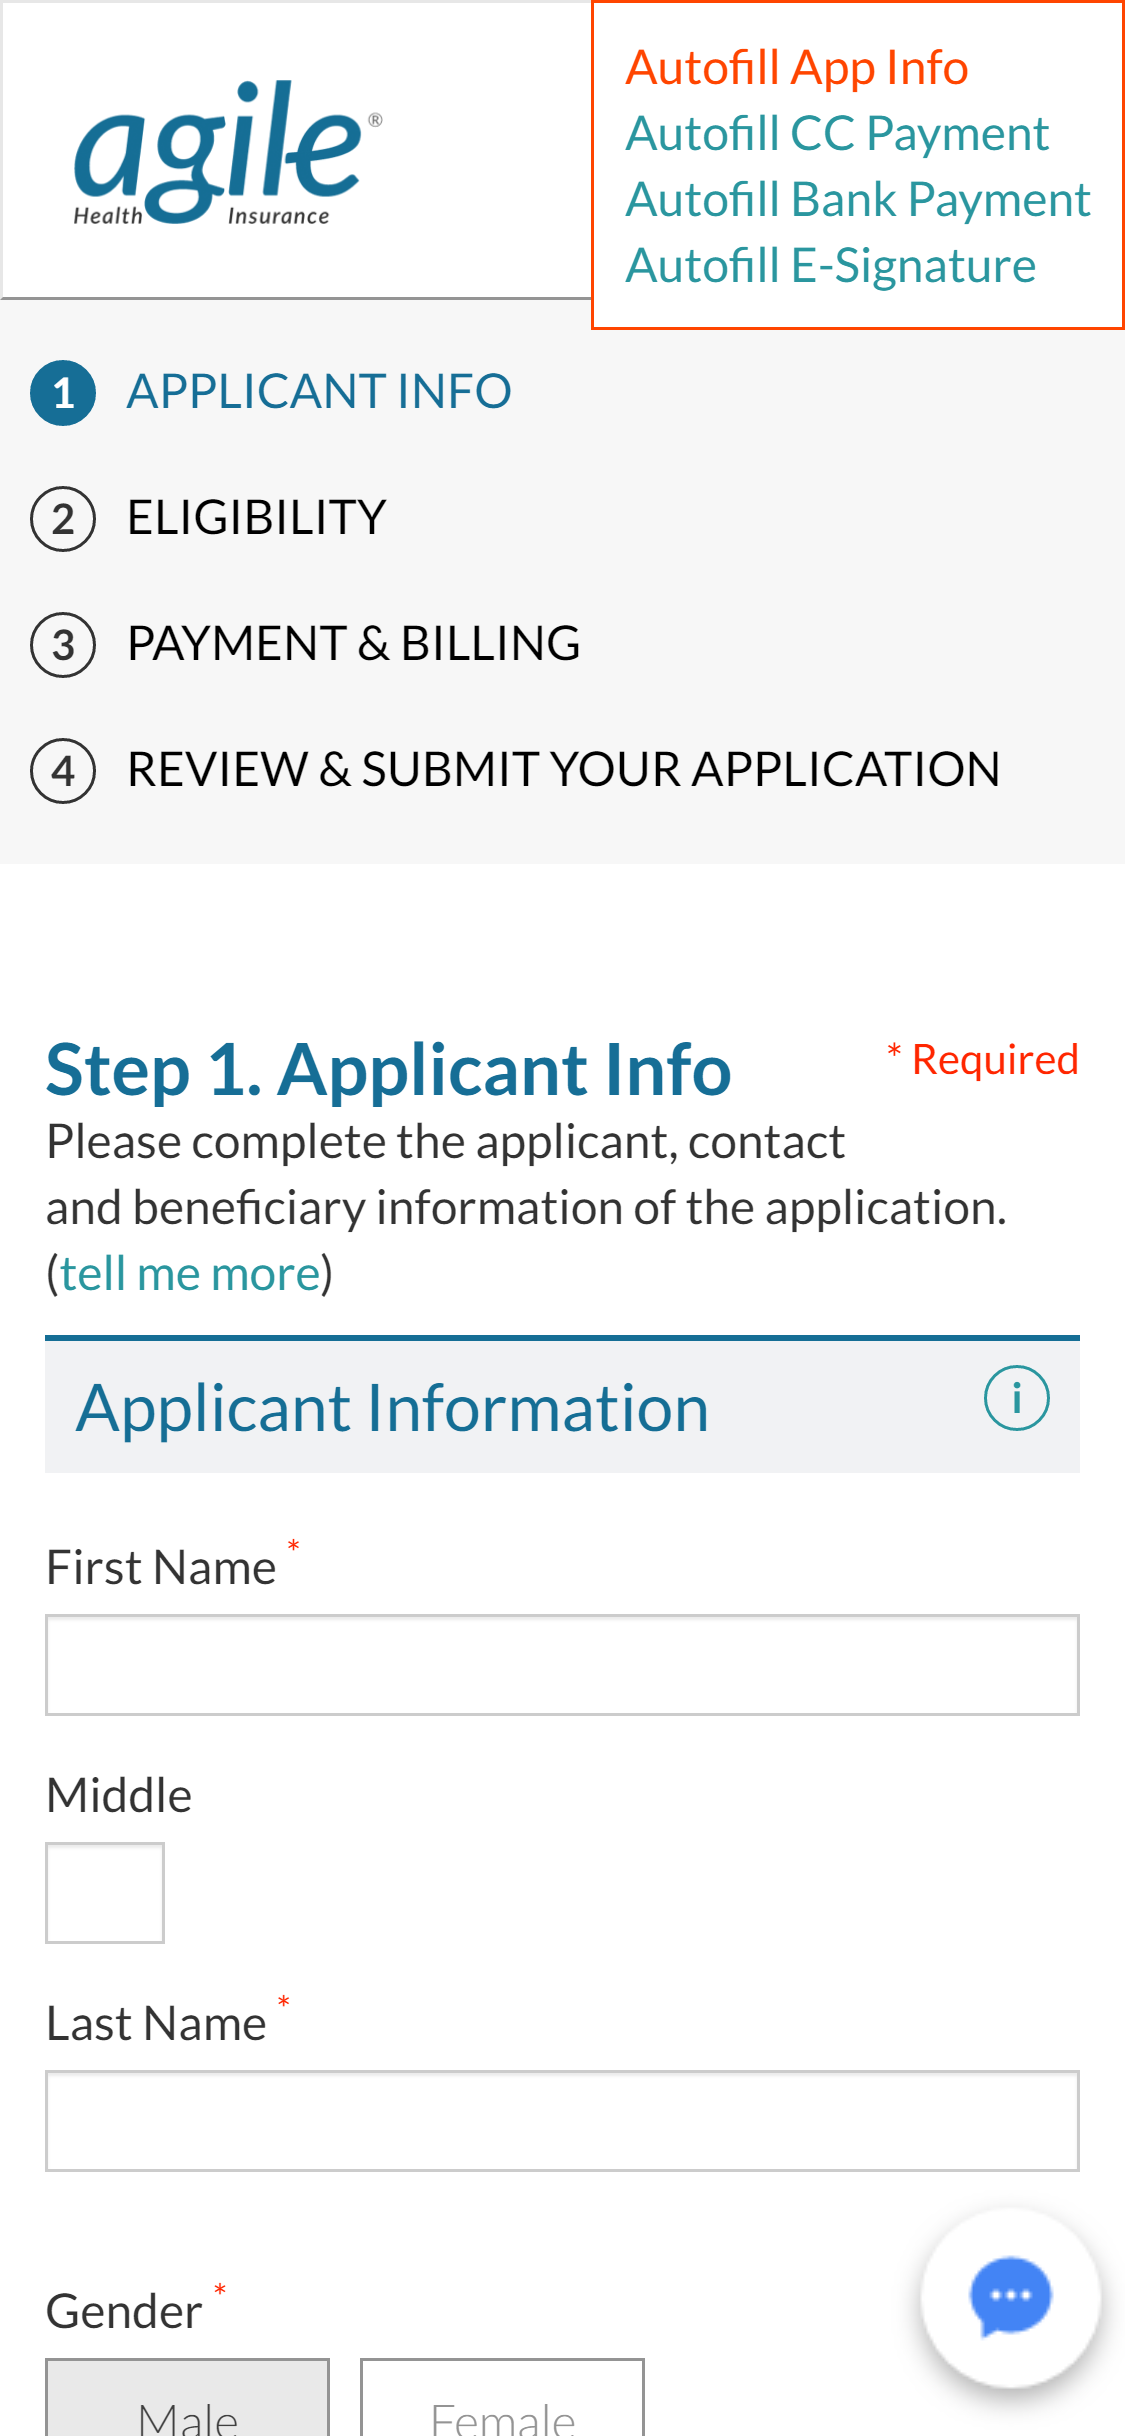 agile®
Health Insurance
Autofill App Info
Autofill CC Payment
Autofill Bank Payment
Autofill E-Signature
1 APPLICANT INFO
2 ELIGIBILITY
3 PAYMENT & BILLING
4 REVIEW & SUBMIT YOUR APPLICATION
Step 1. Applicant Info
* Required
Please complete the applicant, contact
and beneficiary information of the application.
(tell me more)
Applicant Information i
First Name *
Middle
Last Name *
Gender *
Male Female